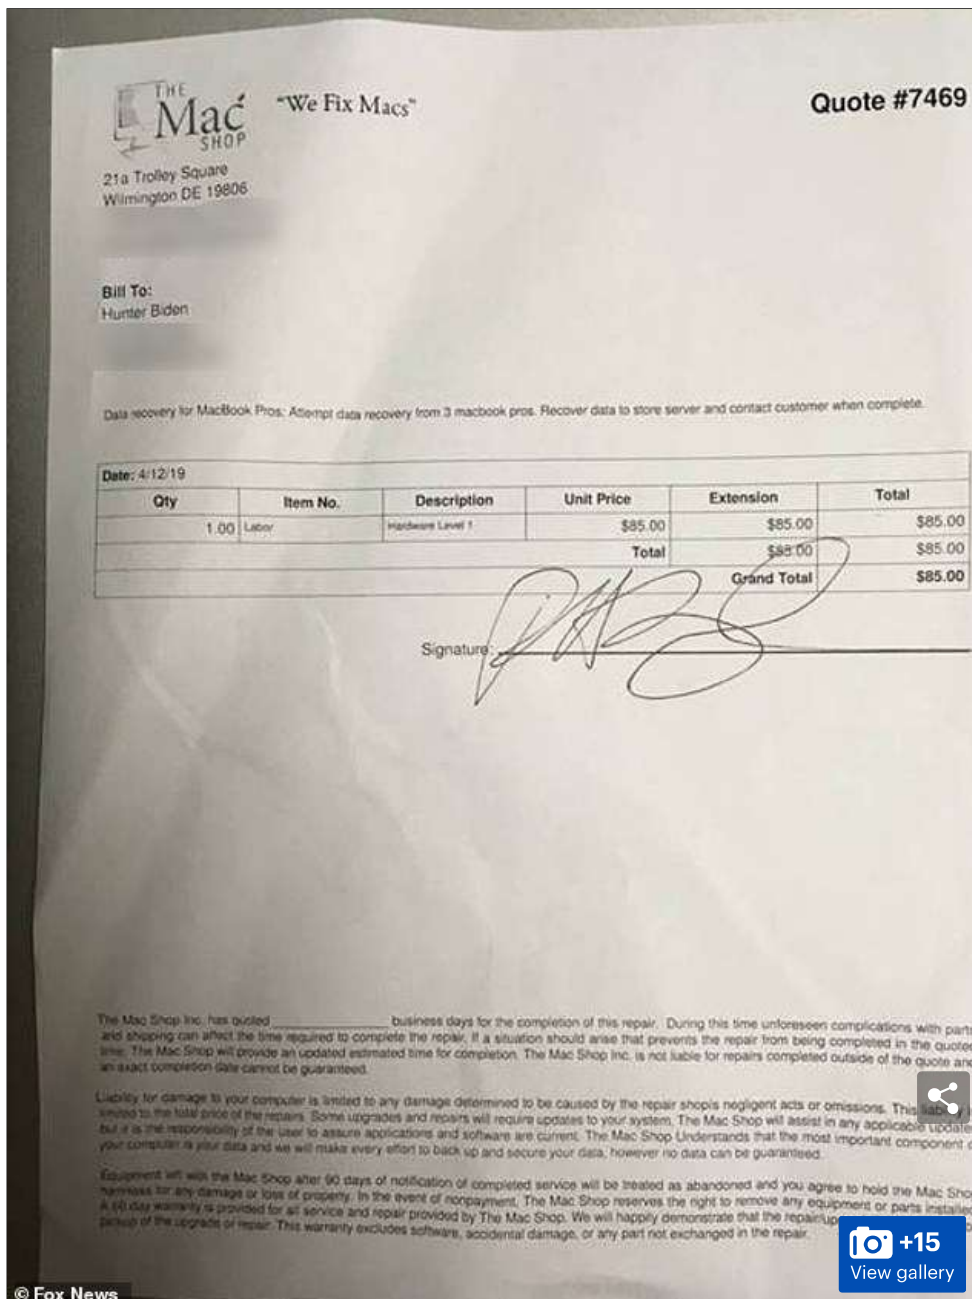 THE
Mac
SHOP
"We Fix Macs"
Quote #7469
21a Trolley Square
Wilmington DE 19806
Bill To:
Hunter Biden
Data recovery for MacBook Pros: Attempt data recovery from 3 macbook pros. Recover data to store server and contact customer when complete.
Date: 4/12/19
Qty Item No. Description Unit Price Extension Total
1.00 Labor Hardware Level 1 $85.00 $85.00 $85.00
Total $85.00 $85.00
Grand Total $85.00
Signature:
The Mac Shop Inc. has quoted ____________ business days for the completion of this repair. During this time unforeseen complications with parts
and shipping can affect the time required to complete the repair. If a situation should arise that prevents the repair from being completed in the quoted
time. The Mac Shop will provide an updated estimated time for completion. The Mac Shop Inc. is not liable for repairs completed outside of the quote and
an exact completion date cannot be guaranteed.
Liability for damage to your computer is limited to any damage determined to be caused by the repair shop's negligent acts or omissions. This liability is
limited to the total price of the repairs. Some upgrades and repairs will require updates to your system. The Mac Shop will assist in any applicable update
but it is the responsibility of the user to assure applications and software are current. The Mac Shop Understands that the most important component o
your computer is your data and we will make every effort to back up and secure your data, however no data can be guaranteed.
Equipment left with the Mac Shop after 90 days of notification of completed service will be treated as abandoned and you agree to hold the Mac Sho
harmless for any damage or loss of property. In the event of nonpayment, The Mac Shop reserves the right to remove any equipment or parts installed
A 60 day warranty is provided for all service and repair provided by The Mac Shop. We will happily demonstrate that the repair/up
pickup of the upgrade or repair. This warranty excludes software, accidental damage, or any part not exchanged in the repair.
+15
View gallery
© Fox News